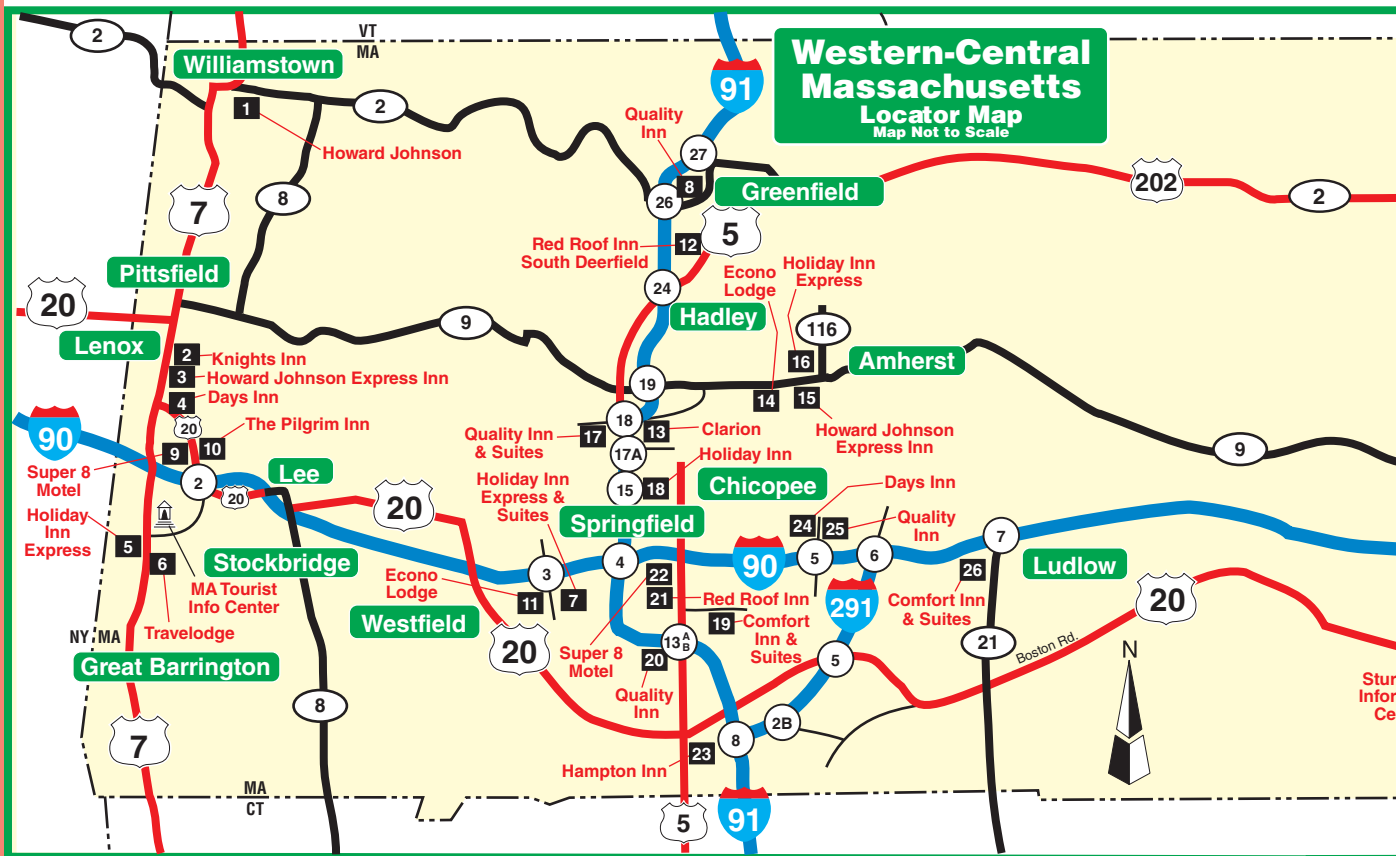 Western-Central
Massachusetts
Locator Map
Map Not to Scale
VT
MA
2
Williamstown
1
2
Howard Johnson
7
8
91
Quality
Inn
27
8
26
Greenfield
202
2
5
Red Roof Inn
South Deerfield
12
24
Pittsfield
20
Lenox
9
Hadley
Econo
Lodge
Holiday Inn
Express
116
16
Amherst
2
Knights Inn
3
Howard Johnson Express Inn
4
Days Inn
20
10
The Pilgrim Inn
90
9
Super 8
Motel
2
20
Lee
19
18
14
15
Howard Johnson
Express Inn
9
Quality Inn
& Suites
17
13
Clarion
17A
Holiday Inn
15
18
Chicopee
Days Inn
24
25
Quality
Inn
Holiday Inn
Express &
Suites
20
Springfield
Holiday
Inn
Express
5
6
MA Tourist
Info Center
Travelodge
Stockbridge
Econo
Lodge
11
3
7
4
90
5
6
7
Ludlow
22
21
Red Roof Inn
291
26
Comfort Inn
& Suites
20
Westfield
20
Super 8
Motel
19
Comfort
Inn &
Suites
13
A
B
20
Quality
Inn
5
21
Boston Rd.
N
NY
MA
Great Barrington
8
7
2B
8
23
Hampton Inn
Stur
Infor
Ce
MA
CT
5
91